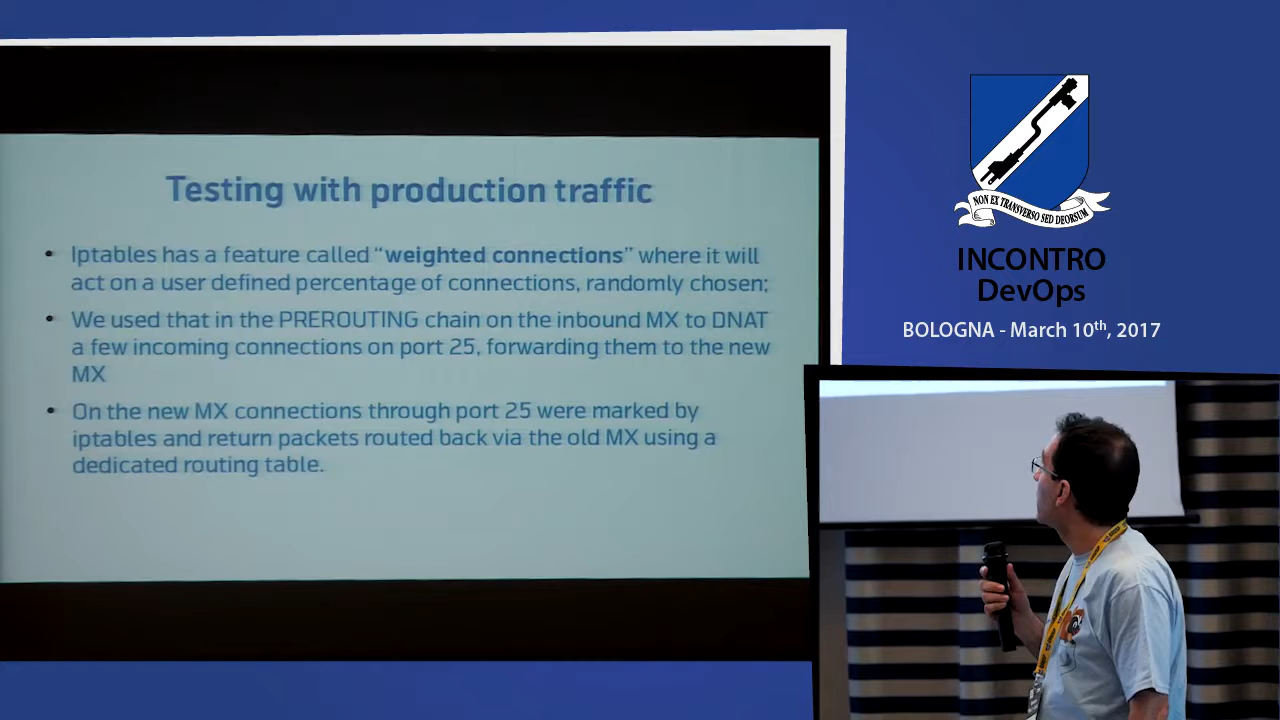 Testing with production traffic
• Iptables has a feature called “weighted connections” where it will
act on a user defined percentage of connections, randomly chosen;
• We used that in the PREROUTING chain on the inbound MX to DNAT
a few incoming connections on port 25, forwarding them to the new
MX
• On the new MX connections through port 25 were marked by
iptables and return packets routed back via the old MX using a
dedicated routing table.
NON EX TRANSVERSO SED DEORSUM
INCONTRO
DevOps
BOLOGNA - March 10th, 2017